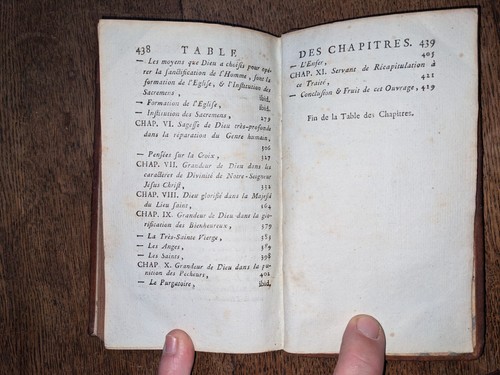 438 TABLE
— Les moyens que Dieu a choisis pour opé-
rer la sanctification de l'Homme, sont la
formation de l'Eglise, & l'Institution des
Sacremens, ibid.
— Formation de l'Eglise, ibid.
— Institution des Sacremens, 279
CHAP. VI. Sagesse de Dieu très-profonde
dans la réparation du Genre humain,
306
— Pensées sur la Croix, 327
CHAP. VII. Grandeur de Dieu dans les
caractères de Divinité de Notre-Seigneur
Jésus Christ, 332
CHAP. VIII. Dieu glorifié dans la Majesté
du Lieu saint, 364
CHAP. IX. Grandeur de Dieu dans la glo-
rification des Bienheureux, 379
— La Très-Sainte Vierge, 383
— Les Anges, 389
— Les Saints, 398
CHAP. X. Grandeur de Dieu dans la pu-
nition des Pécheurs, 402
— Le Purgatoire, ibid.
DES CHAPITRES. 439
— L'Enfer, 405
CHAP. XI. Servant de Récapitulation à
ce Traité, 421
— Conclusion & Fruit de cet Ouvrage, 429
Fin de la Table des Chapitres.